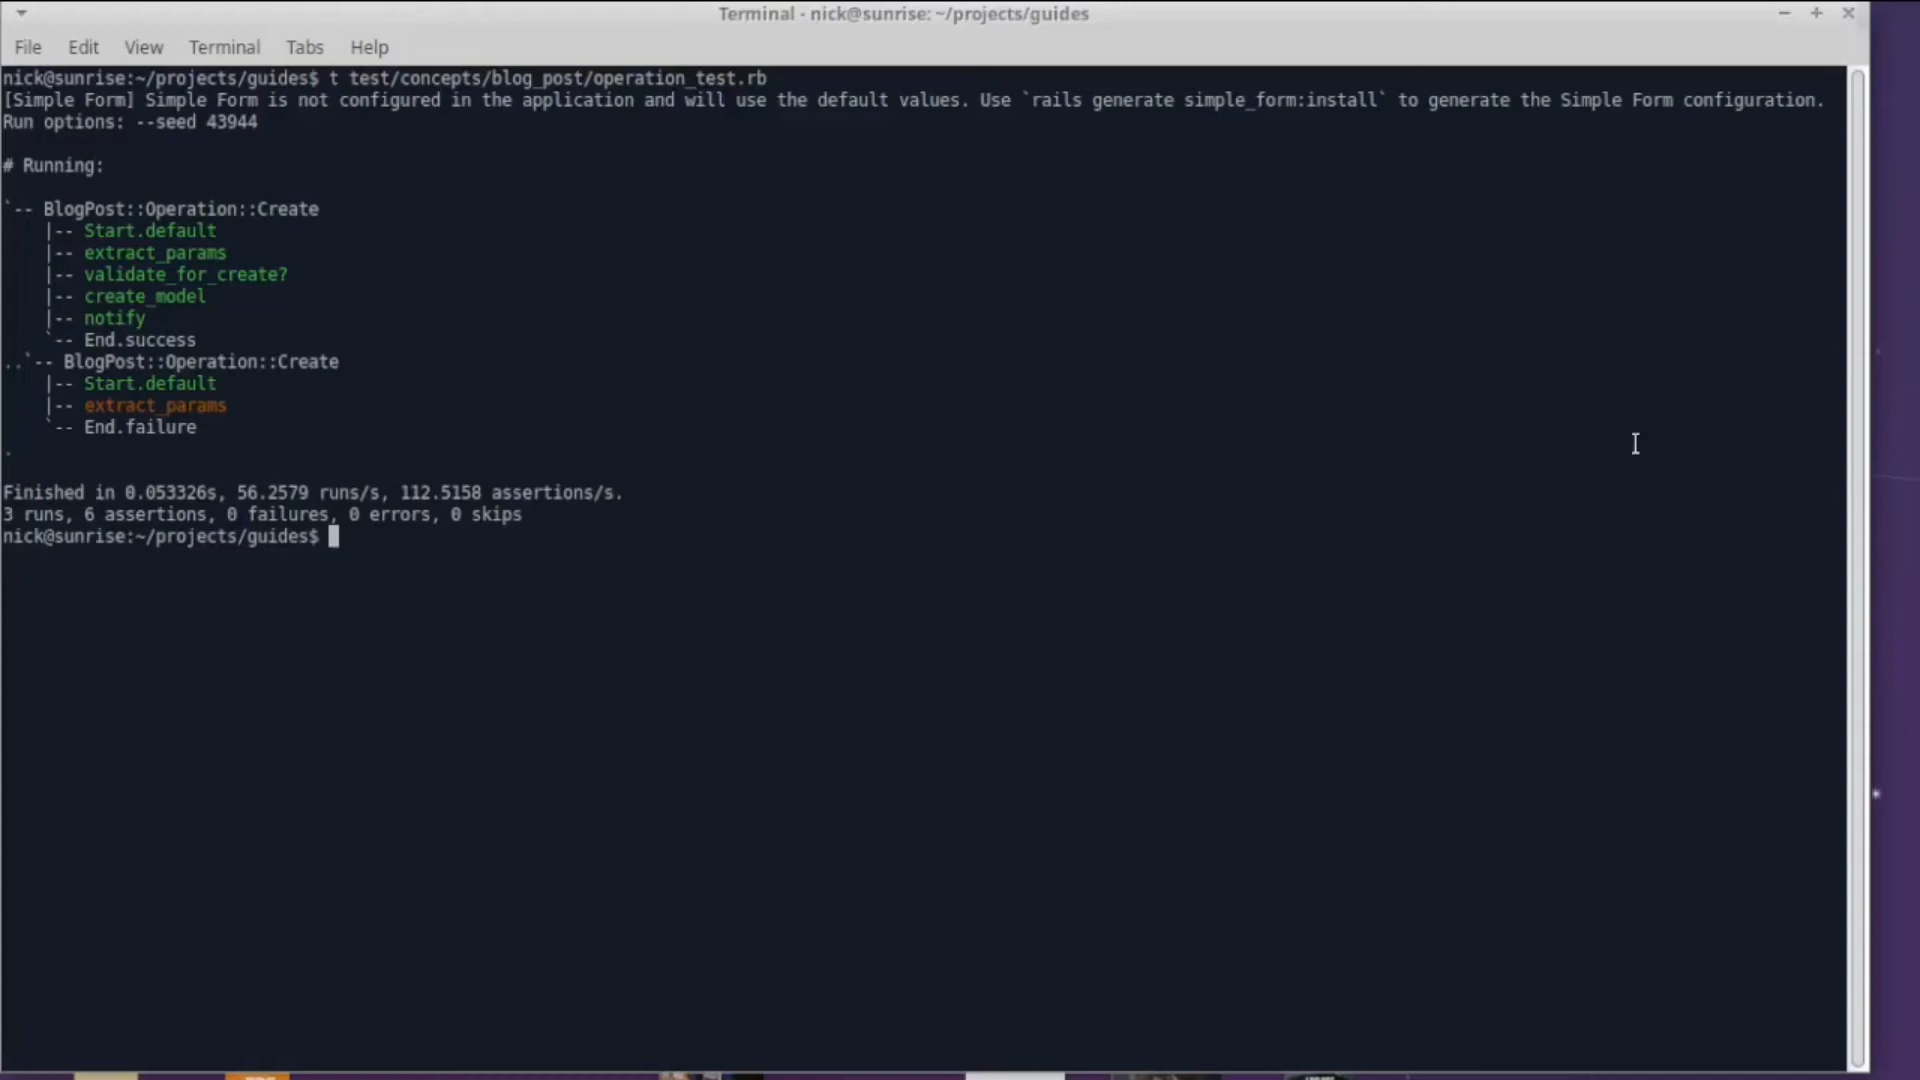 Terminal - nick@sunrise: ~/projects/guides
File Edit View Terminal Tabs Help
nick@sunrise:~/projects/guides$ t test/concepts/blog_post/operation_test.rb
[Simple Form] Simple Form is not configured in the application and will use the default values. Use `rails generate simple_form:install` to generate the Simple Form configuration.
Run options: --seed 43944
# Running:
`-- BlogPost::Operation::Create
|-- Start.default
|-- extract_params
|-- validate_for_create?
|-- create_model
|-- notify
`-- End.success
..`-- BlogPost::Operation::Create
|-- Start.default
|-- extract_params
`-- End.failure
.
Finished in 0.053326s, 56.2579 runs/s, 112.5158 assertions/s.
3 runs, 6 assertions, 0 failures, 0 errors, 0 skips
nick@sunrise:~/projects/guides$